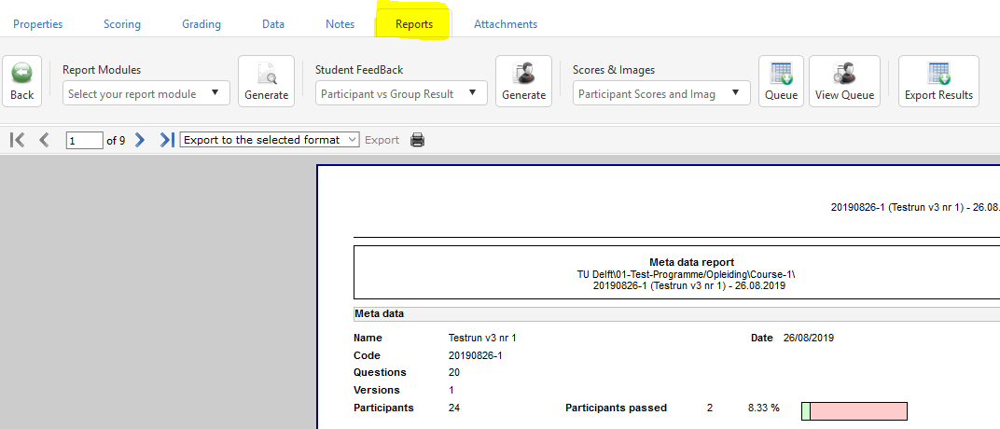 Properties Scoring Grading Data Notes Reports Attachments
Report Modules Student FeedBack Scores & Images
Back Select your report module Generate Participant vs Group Result Generate Participant Scores and Imag Queue View Queue Export Results
1 of 9 Export to the selected format Export
20190826-1 (Testrun v3 nr 1) - 26.08.
Meta data report
TU Delft\01-Test-Programme/Opleiding\Course-1\
20190826-1 (Testrun v3 nr 1) - 26.08.2019
Meta data
Name Testrun v3 nr 1 Date 26/08/2019
Code 20190826-1
Questions 20
Versions 1
Participants 24 Participants passed 2 8.33 %